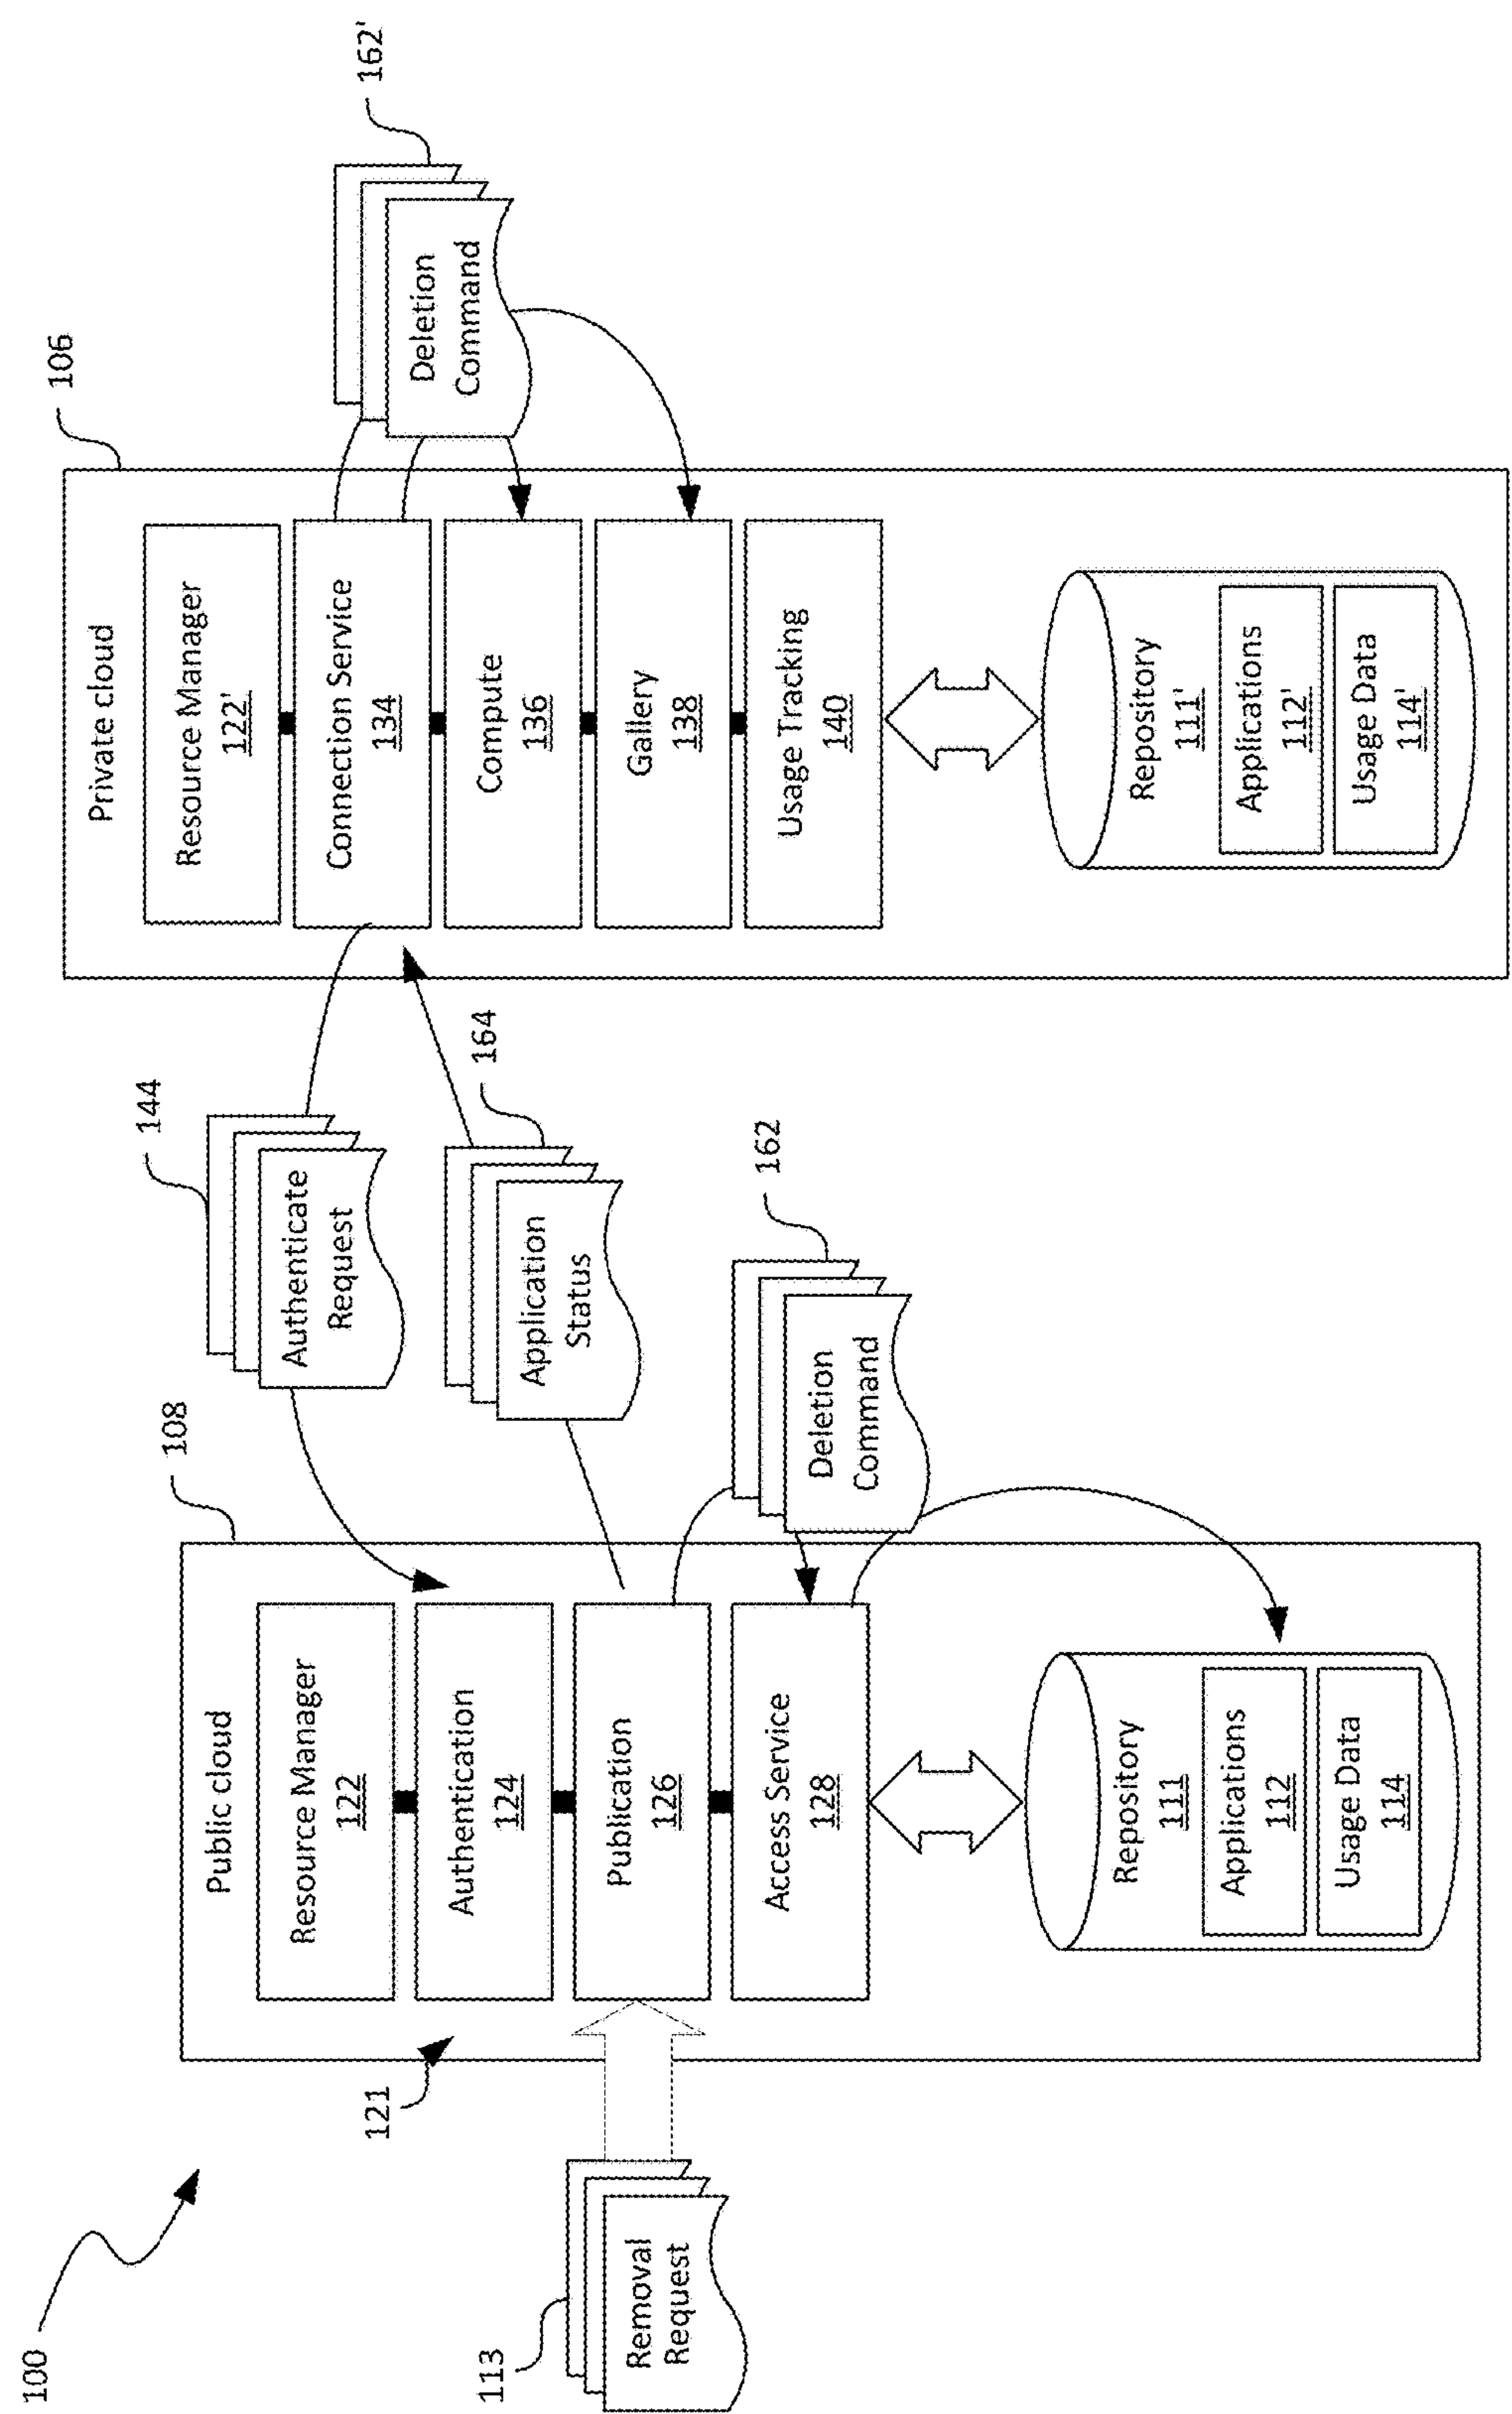 100
113
Removal
Request
121
108
Public cloud
Resource Manager
122
Authentication
124
Publication
126
Access Service
128
Repository
111
Applications
112
Usage Data
114
144
Authenticate
Request
164
Application
Status
162
Deletion
Command
106
Private cloud
Resource Manager
122'
Connection Service
134
Compute
136
Gallery
138
Usage Tracking
140
Repository
111'
Applications
112'
Usage Data
114'
162'
Deletion
Command